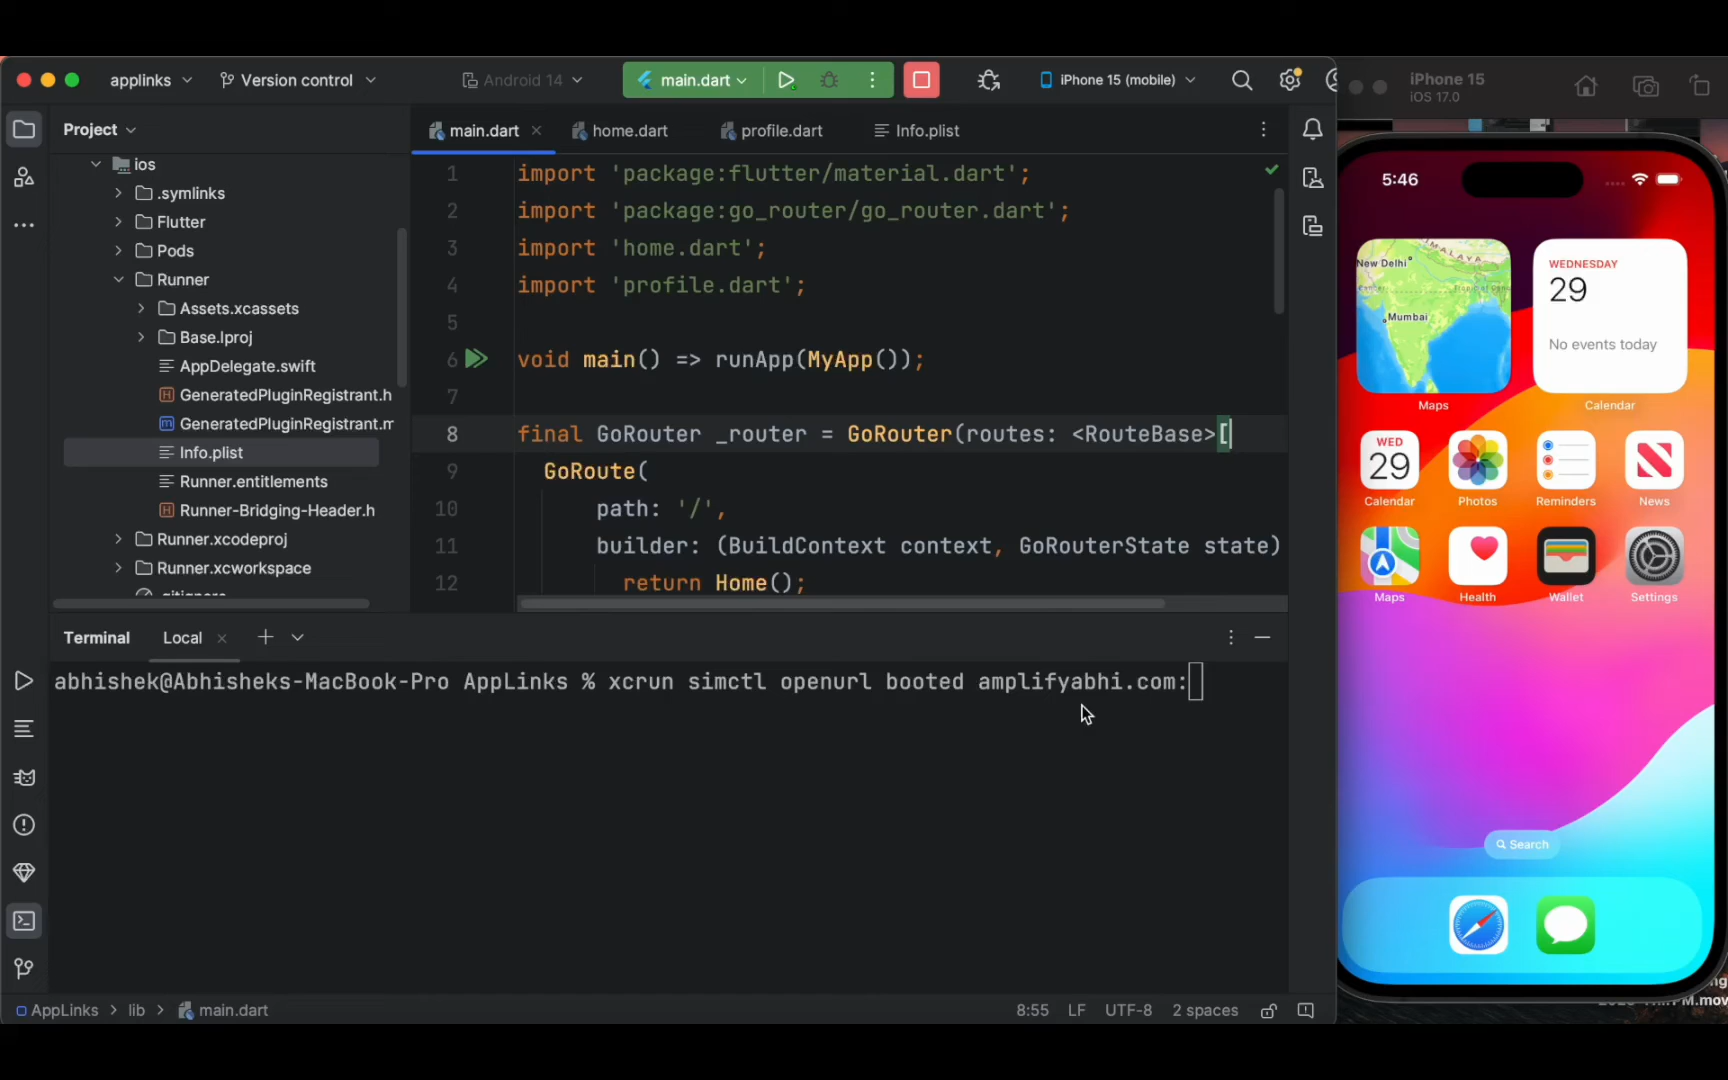 applinks
Version control
Android 14
main.dart
iPhone 15 (mobile)
Project
main.dart
home.dart
profile.dart
Info.plist
ios
.symlinks
Flutter
Pods
Runner
Assets.xcassets
Base.lproj
AppDelegate.swift
GeneratedPluginRegistrant.h
GeneratedPluginRegistrant.m
Info.plist
Runner.entitlements
Runner-Bridging-Header.h
Runner.xcodeproj
Runner.xcworkspace
.gitignore
1 import 'package:flutter/material.dart';
2 import 'package:go_router/go_router.dart';
3 import 'home.dart';
4 import 'profile.dart';
5
6 void main() => runApp(MyApp());
7
8 final GoRouter _router = GoRouter(routes: <RouteBase>[
9 GoRoute(
10 path: '/',
11 builder: (BuildContext context, GoRouterState state)
12 return Home();
Terminal
Local
abhishek@Abhisheks-MacBook-Pro AppLinks % xcrun simctl openurl booted amplifyabhi.com:
AppLinks > lib > main.dart
8:55 LF UTF-8 2 spaces
iPhone 15
iOS 17.0
5:46
New Delhi
Mumbai
Maps
WEDNESDAY
29
No events today
Calendar
WED
29
Calendar
Photos
Reminders
News
Maps
Health
Wallet
Settings
Search